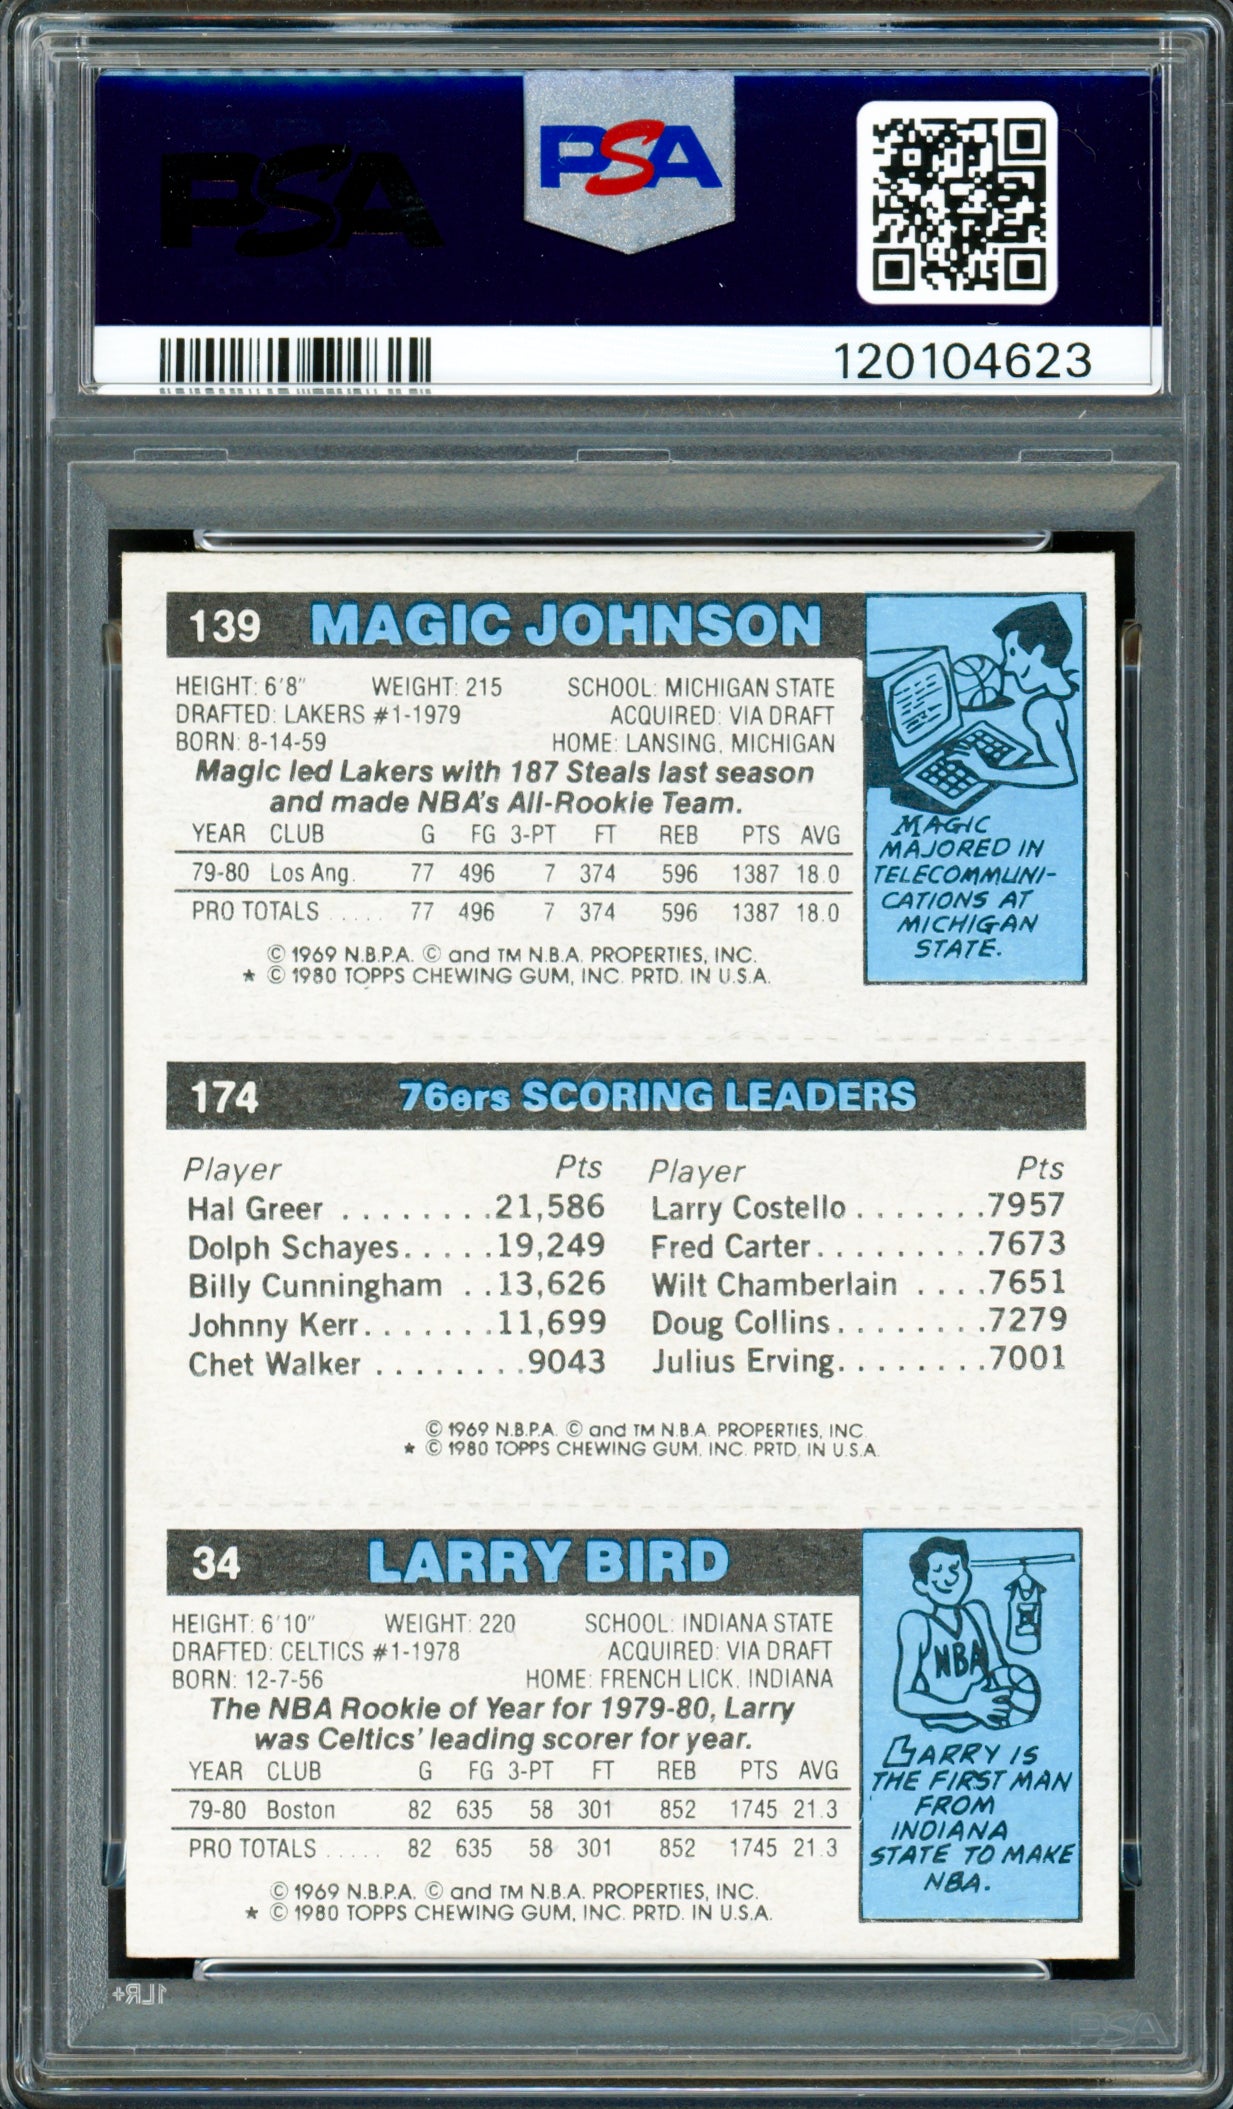 PSA
PSA
120104623
139 MAGIC JOHNSON
HEIGHT: 6'8" WEIGHT: 215 SCHOOL: MICHIGAN STATE
DRAFTED: LAKERS #1-1979 ACQUIRED: VIA DRAFT
BORN: 8-14-59 HOME: LANSING, MICHIGAN
Magic led Lakers with 187 Steals last season
and made NBA's All-Rookie Team.
YEAR CLUB G FG 3-PT FT REB PTS AVG
79-80 Los Ang. 77 496 7 374 596 1387 18.0
PRO TOTALS ..... 77 496 7 374 596 1387 18.0
© 1969 N.B.P.A. © and TM N.B.A. PROPERTIES, INC.
* © 1980 TOPPS CHEWING GUM, INC. PRTD. IN U.S.A.
MAGIC
MAJORED IN
TELECOMMUNI-
CATIONS AT
MICHIGAN
STATE.
174 76ers SCORING LEADERS
Player Pts Player Pts
Hal Greer ........21,586 Larry Costello .......7957
Dolph Schayes.....19,249 Fred Carter.........7673
Billy Cunningham ..13,626 Wilt Chamberlain ....7651
Johnny Kerr.......11,699 Doug Collins........7279
Chet Walker ........9043 Julius Erving........7001
© 1969 N.B.P.A. © and TM N.B.A. PROPERTIES, INC.
* © 1980 TOPPS CHEWING GUM, INC. PRTD. IN U.S.A.
34 LARRY BIRD
HEIGHT: 6'10" WEIGHT: 220 SCHOOL: INDIANA STATE
DRAFTED: CELTICS #1-1978 ACQUIRED: VIA DRAFT
BORN: 12-7-56 HOME: FRENCH LICK, INDIANA
The NBA Rookie of Year for 1979-80, Larry
was Celtics' leading scorer for year.
YEAR CLUB G FG 3-PT FT REB PTS AVG
79-80 Boston 82 635 58 301 852 1745 21.3
PRO TOTALS ..... 82 635 58 301 852 1745 21.3
© 1969 N.B.P.A. © and TM N.B.A. PROPERTIES, INC.
* © 1980 TOPPS CHEWING GUM, INC. PRTD. IN U.S.A.
NBA
LARRY IS
THE FIRST MAN
FROM
INDIANA
STATE TO MAKE
NBA.
1LR+
PSA